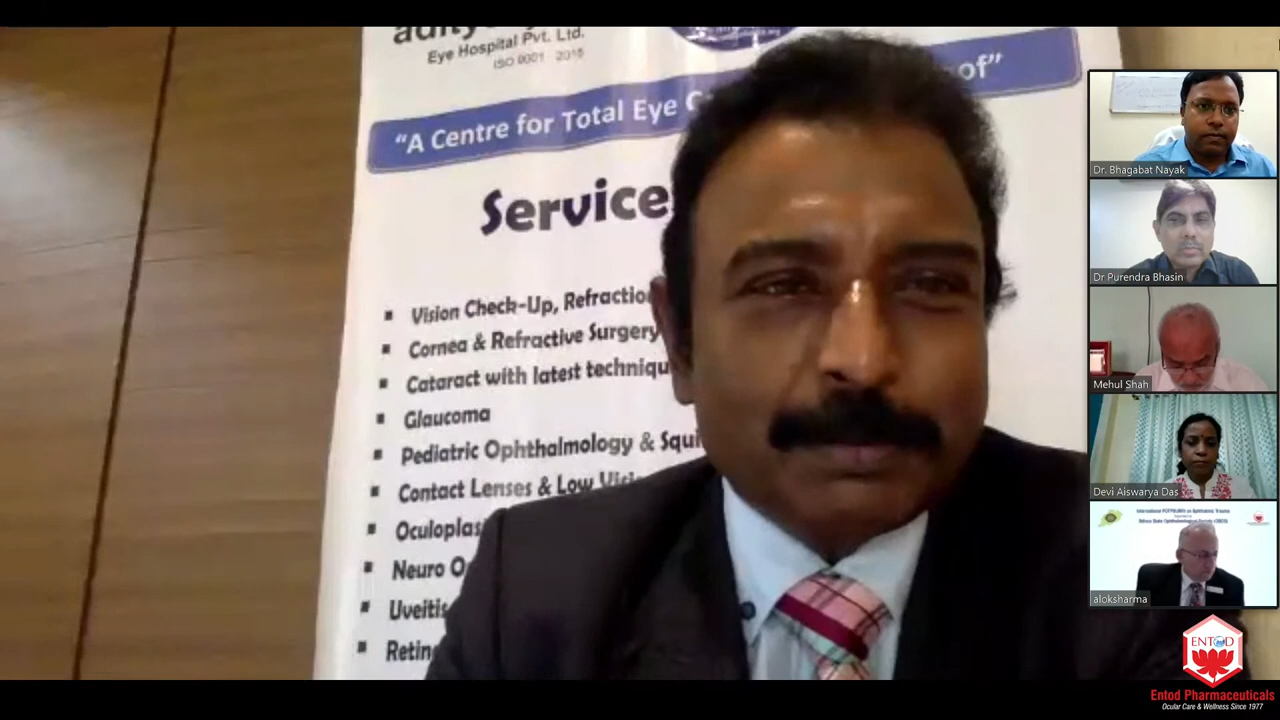 Eye Hospital Pvt. Ltd.
ISO 9001 2015
"A Centre for Total Eye
of"
Service
Vision Check-Up, Refractio
Cornea & Refractive Surgery
Cataract with latest techniqu
Glaucoma
Pediatric Ophthalmology & Squi
Contact Lenses & Low Visi
Oculoplas
Neuro O
Uveitis
Retin
Dr. Bhagabat Nayak
Dr Purendra Bhasin
Mehul Shah
Devi Aiswarya Das
aloksharma
ENTOD
Entod Pharmaceuticals
Ocular Care & Wellness Since 1977